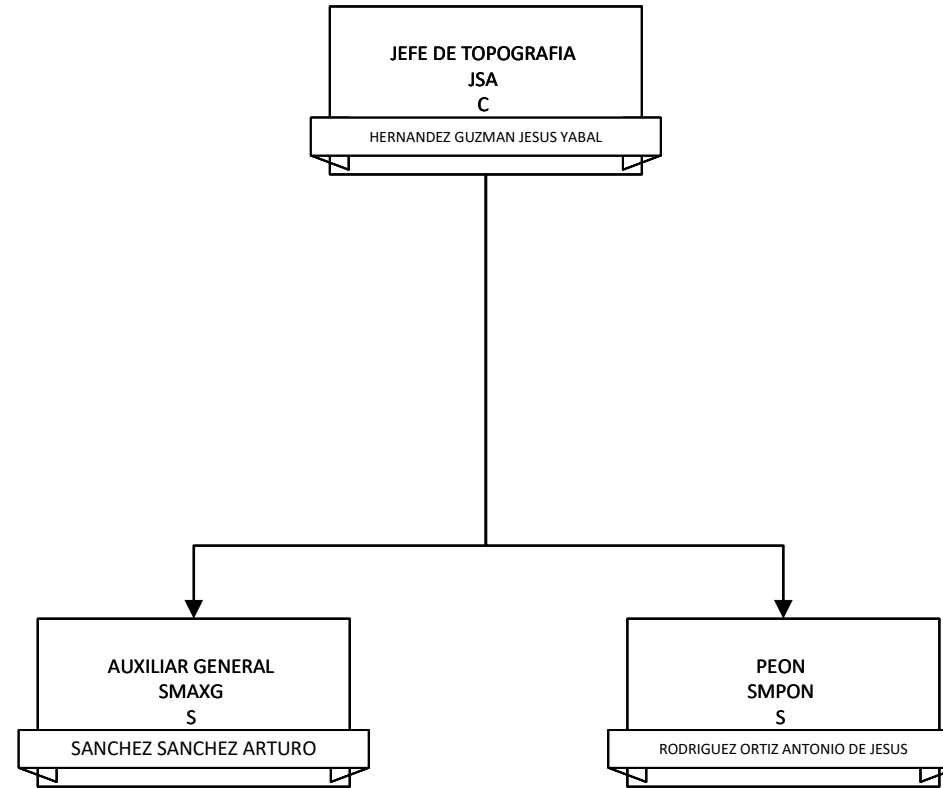 JEFE DE TOPOGRAFIA
JSA
C
HERNANDEZ GUZMAN JESUS YABAL
AUXILIAR GENERAL
SMAXG
S
SANCHEZ SANCHEZ ARTURO
PEON
SMPON
S
RODRIGUEZ ORTIZ ANTONIO DE JESUS